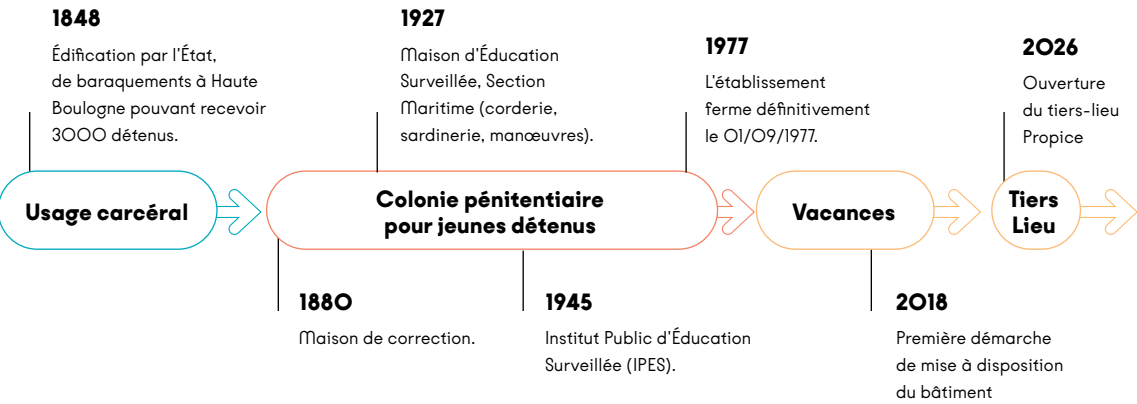 1848
Édification par l'État,
de baraquements à Haute
Boulogne pouvant recevoir
3000 détenus.
1927
Maison d'Éducation
Surveillée, Section
Maritime (corderie,
sardinerie, manœuvres).
1977
L'établissement
ferme définitivement
le 01/09/1977.
2026
Ouverture
du tiers-lieu
Propice
Usage carcéral
Colonie pénitentiaire
pour jeunes détenus
Vacances
Tiers
Lieu
1880
Maison de correction.
1945
Institut Public d'Éducation
Surveillée (IPES).
2018
Première démarche
de mise à disposition
du bâtiment